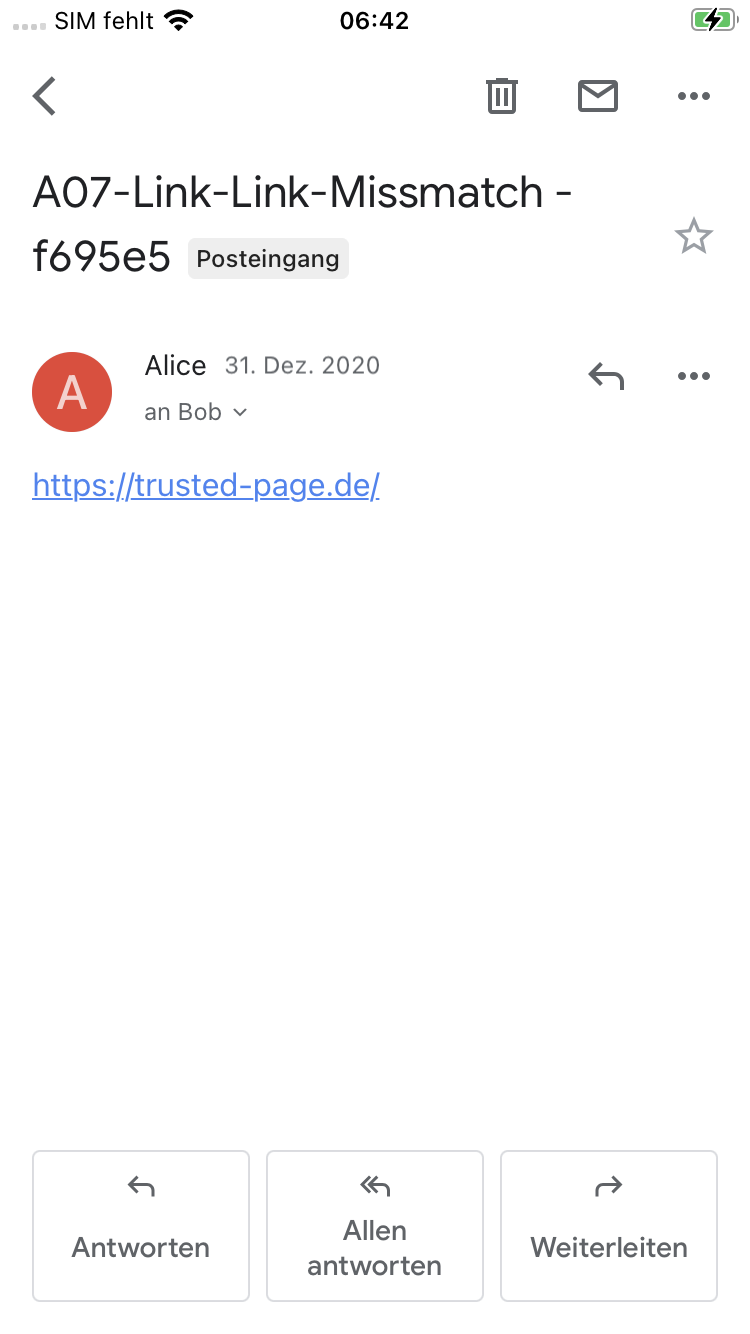 SIM fehlt 06:42
A07-Link-Link-Missmatch -
f695e5 Posteingang
A
Alice 31. Dez. 2020
an Bob
https://trusted-page.de/
Antworten
Allen
antworten
Weiterleiten